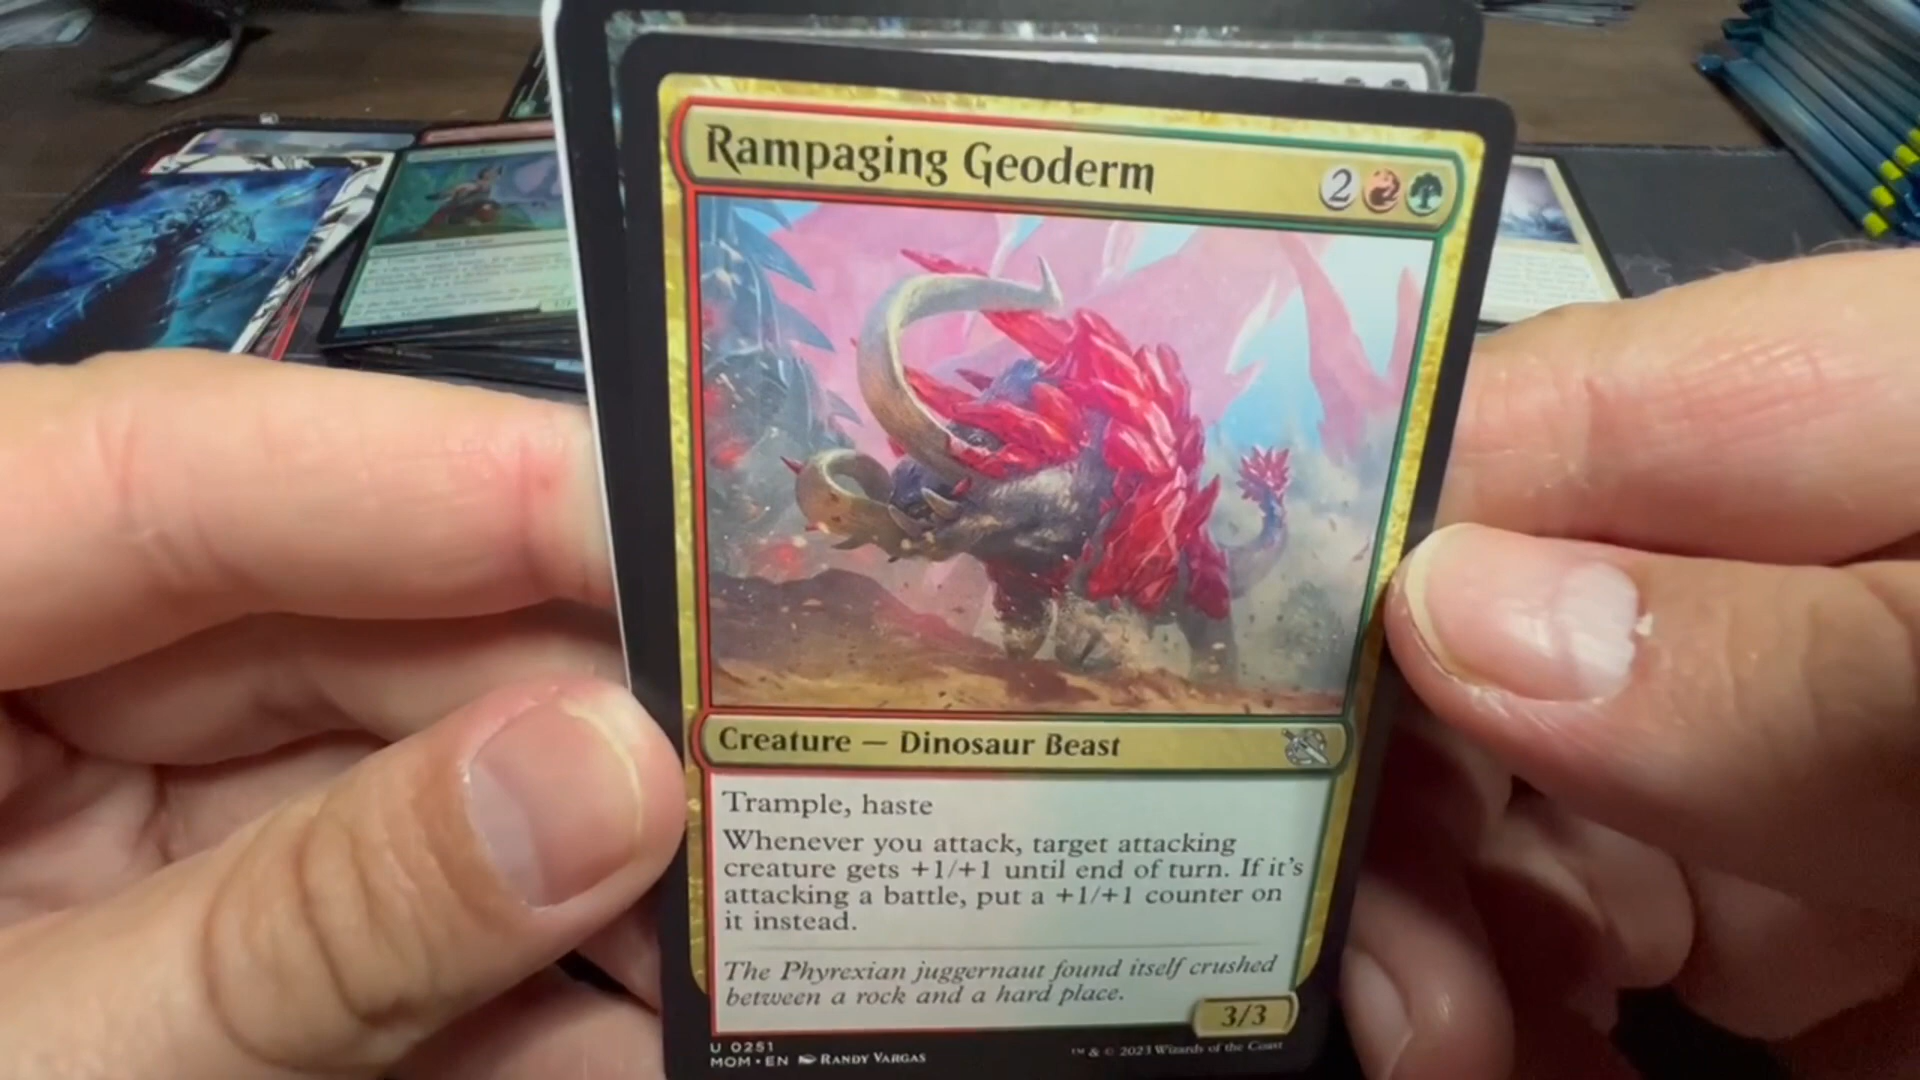 Rampaging Geoderm
2
Creature — Dinosaur Beast
Trample, haste
Whenever you attack, target attacking
creature gets +1/+1 until end of turn. If it's
attacking a battle, put a +1/+1 counter on
it instead.
The Phyrexian juggernaut found itself crushed
between a rock and a hard place.
3/3
U 0251
MOM • EN RANDY VARGAS
™ & © 2023 Wizards of the Coast